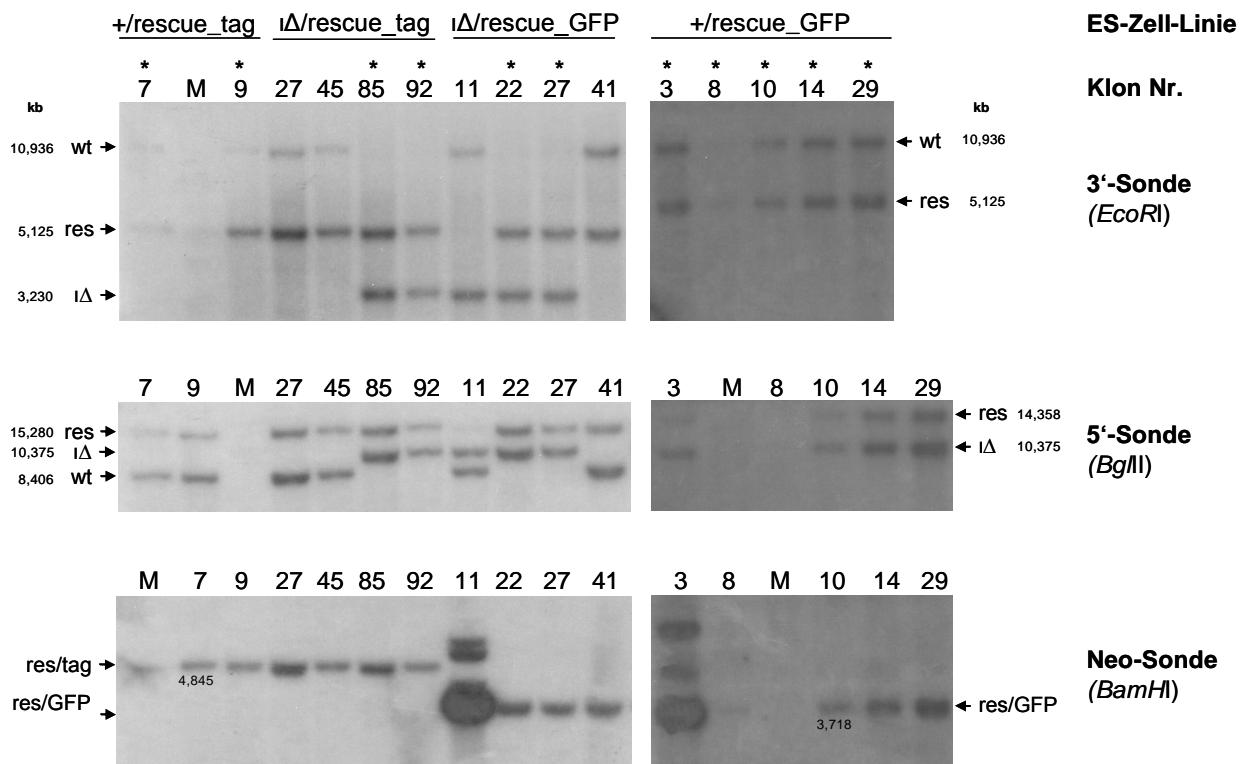 +/rescue_tag ıΔ/rescue_tag ıΔ/rescue_GFP +/rescue_GFP ES-Zell-Linie
* * * * * * * * * * *
7 M 9 27 45 85 92 11 22 27 41 3 8 10 14 29 Klon Nr.
kb kb
10,936 wt wt 10,936
3‘-Sonde
5,125 res res 5,125
(EcoRI)
3,230 ıΔ
7 9 M 27 45 85 92 11 22 27 41 3 M 8 10 14 29
15,280 res res 14,358
5‘-Sonde
10,375 ıΔ ıΔ 10,375
(BglII)
8,406 wt
M 7 9 27 45 85 92 11 22 27 41 3 8 M 10 14 29
res/tag
Neo-Sonde
4,845
(BamHI)
res/GFP res/GFP
3,718